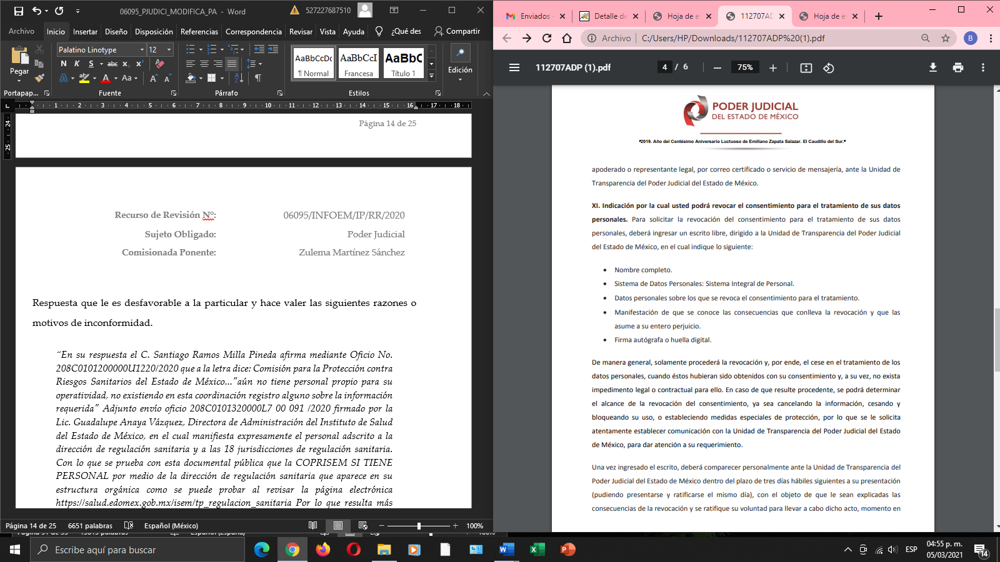 06095_PJUDICI_MODIFICA_PA - Word
527227687510
Archivo Inicio Insertar Diseño Disposición Referencias Correspondencia Revisar Vista Ayuda ¿Qué des Compartir
Palatino Linotype 12
Pegar
N K S abc x₂ x²
A aby A Aa A A
AaBbCcDc AaBbCcI AaBbC
¶ Normal Francesa Título 1
Edición
Portapap... Fuente Párrafo Estilos
L 1 2 3 4 5 6 7 8 9 10 11 12 13 14 15 16 17 18
24
25
Página 14 de 25
Recurso de Revisión N°: 06095/INFOEM/IP/RR/2020
Sujeto Obligado: Poder Judicial
Comisionada Ponente: Zulema Martínez Sánchez
Respuesta que le es desfavorable a la particular y hace valer las siguientes razones o
motivos de inconformidad.
“En su respuesta el C. Santiago Ramos Milla Pineda afirma mediante Oficio No.
208C0101200000U1220/2020 que a la letra dice: Comisión para la Protección contra
Riesgos Sanitarios del Estado de México...”aún no tiene personal propio para su
operatividad, no existiendo en esta coordinación registro alguno sobre la información
requerida” Adjunto envío oficio 208C0101320000L7 00 091 /2020 firmado por la
Lic. Guadalupe Anaya Vázquez, Directora de Administración del Instituto de Salud
del Estado de México, en el cual manifiesta expresamente el personal adscrito a la
dirección de regulación sanitaria y a las 18 jurisdicciones de regulación sanitaria.
Con lo que se prueba con esta documental pública que la COPRISEM SI TIENE
PERSONAL por medio de la dirección de regulación sanitaria que aparece en su
estructura orgánica como se puede probar al revisar la página electrónica
https://salud.edomex.gob.mx/isem/tp_regulacion_sanitaria Por lo que resulta más
Página 14 de 25 6651 palabras Español (México) 100%
Enviados Detalle de Hoja de e 112707AD Hoja de e
Archivo C:/Users/HP/Downloads/112707ADP%20(1).pdf B
112707ADP (1).pdf 4 / 6 75%
PODER JUDICIAL
DEL ESTADO DE MÉXICO
"2019. Año del Centésimo Aniversario Luctuoso de Emiliano Zapata Salazar. El Caudillo del Sur."
apoderado o representante legal, por correo certificado o servicio de mensajería, ante la Unidad de
Transparencia del Poder Judicial del Estado de México.
XI. Indicación por la cual usted podrá revocar el consentimiento para el tratamiento de sus datos
personales. Para solicitar la revocación del consentimiento para el tratamiento de sus datos
personales, deberá ingresar un escrito libre, dirigido a la Unidad de Transparencia del Poder Judicial
del Estado de México, en el cual indique lo siguiente:
• Nombre completo.
• Sistema de Datos Personales: Sistema Integral de Personal.
• Datos personales sobre los que se revoca el consentimiento para el tratamiento.
• Manifestación de que se conoce las consecuencias que conlleva la revocación y que las
asume a su entero perjuicio.
• Firma autógrafa o huella digital.
De manera general, solamente procederá la revocación y, por ende, el cese en el tratamiento de los
datos personales, cuando éstos hubieran sido obtenidos con su consentimiento y, a su vez, no exista
impedimento legal o contractual para ello. En caso de que resulte procedente, se podrá determinar
el alcance de la revocación del consentimiento, ya sea cancelando la información, cesando y
bloqueando su uso, o estableciendo medidas especiales de protección, por lo que se le solicita
atentamente establecer comunicación con la Unidad de Transparencia del Poder Judicial del Estado
de México, para dar atención a su requerimiento.
Una vez ingresado el escrito, deberá comparecer personalmente ante la Unidad de Transparencia del
Poder Judicial del Estado de México dentro del plazo de tres días hábiles siguientes a su presentación
(pudiendo presentarse y ratificarse el mismo día), con el objeto de que le sean explicadas las
consecuencias de la revocación y se ratifique su voluntad para llevar a cabo dicho acto, momento en
Escribe aquí para buscar
ESP
04:55 p. m.
05/03/2021
14